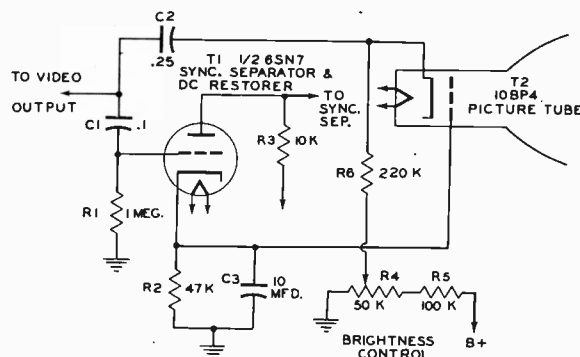 C2
.25
T1 1/2 6SN7
SYNC. SEPARATOR &
DC RESTORER
TO VIDEO
OUTPUT
C1
.1
TO
SYNC.
SEP.
T2
10BP4
PICTURE TUBE
R3
10K
R6
220 K
R1
1 MEG.
R2
47K
C3
10
MFD.
R4
50 K
R5
100 K
BRIGHTNESS
CONTROL
B+